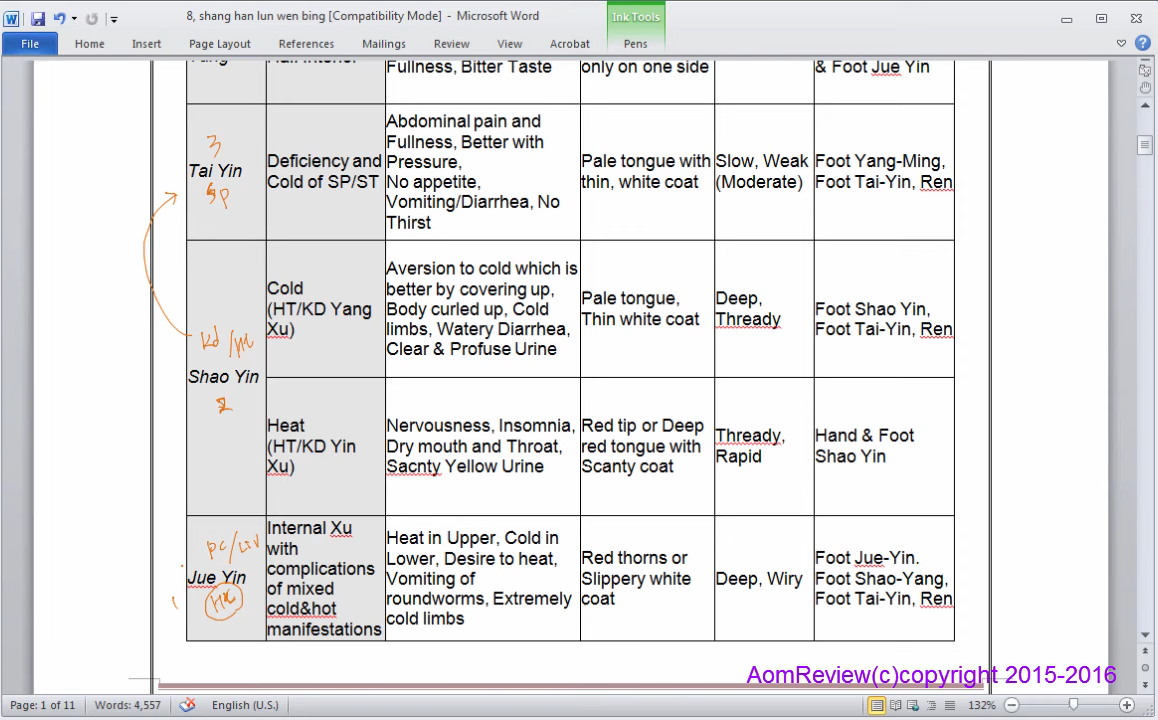 8, shang han lun wen bing [Compatibility Mode] - Microsoft Word
Ink Tools
File
Home
Insert
Page Layout
References
Mailings
Review
View
Acrobat
Pens
Fullness, Bitter Taste
only on one side
& Foot Jue Yin
3
Tai Yin
Sp
Deficiency and
Cold of SP/ST
Abdominal pain and
Fullness, Better with
Pressure,
No appetite,
Vomiting/Diarrhea, No
Thirst
Pale tongue with
thin, white coat
Slow, Weak
(Moderate)
Foot Yang-Ming,
Foot Tai-Yin, Ren
Kd/Ht
Shao Yin
2
Cold
(HT/KD Yang
Xu)
Aversion to cold which is
better by covering up,
Body curled up, Cold
limbs, Watery Diarrhea,
Clear & Profuse Urine
Pale tongue,
Thin white coat
Deep,
Thready
Foot Shao Yin,
Foot Tai-Yin, Ren
Heat
(HT/KD Yin
Xu)
Nervousness, Insomnia,
Dry mouth and Throat,
Sacnty Yellow Urine
Red tip or Deep
red tongue with
Scanty coat
Thready,
Rapid
Hand & Foot
Shao Yin
pc/Liv
Jue Yin
Internal Xu
with
complications
of mixed
cold&hot
manifestations
Heat in Upper, Cold in
Lower, Desire to heat,
Vomiting of
roundworms, Extremely
cold limbs
Red thorns or
Slippery white
coat
Deep, Wiry
Foot Jue-Yin.
Foot Shao-Yang,
Foot Tai-Yin, Ren
AomReview(c)copyright 2015-2016
Page: 1 of 11
Words: 4,557
English (U.S.)
132%